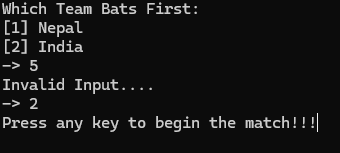 Which Team Bats First:
[1] Nepal
[2] India
-> 5
Invalid Input....
-> 2
Press any key to begin the match!!!